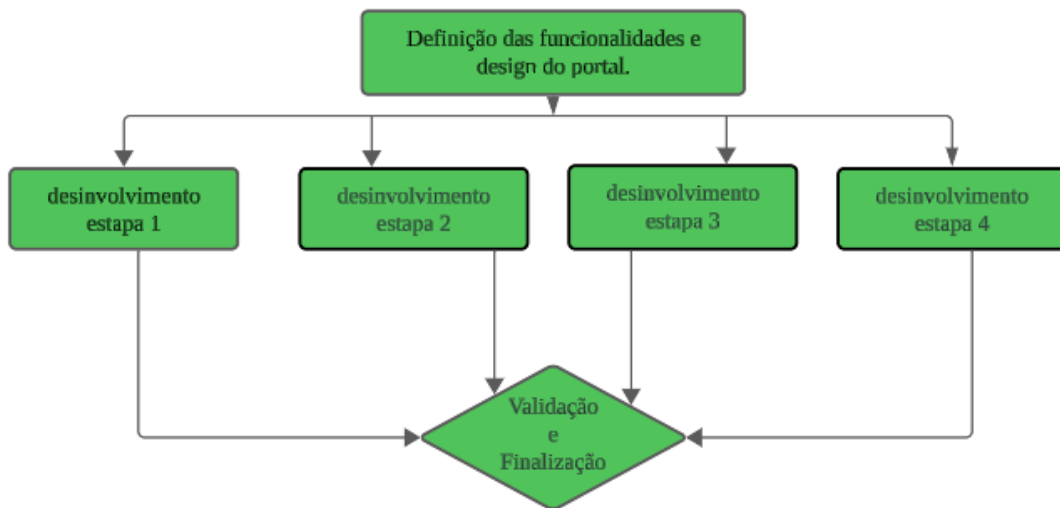 Definição das funcionalidades e
design do portal.
desinvolvimento
estapa 1
desinvolvimento
estapa 2
desinvolvimento
estapa 3
desinvolvimento
estapa 4
Validação
e
Finalização